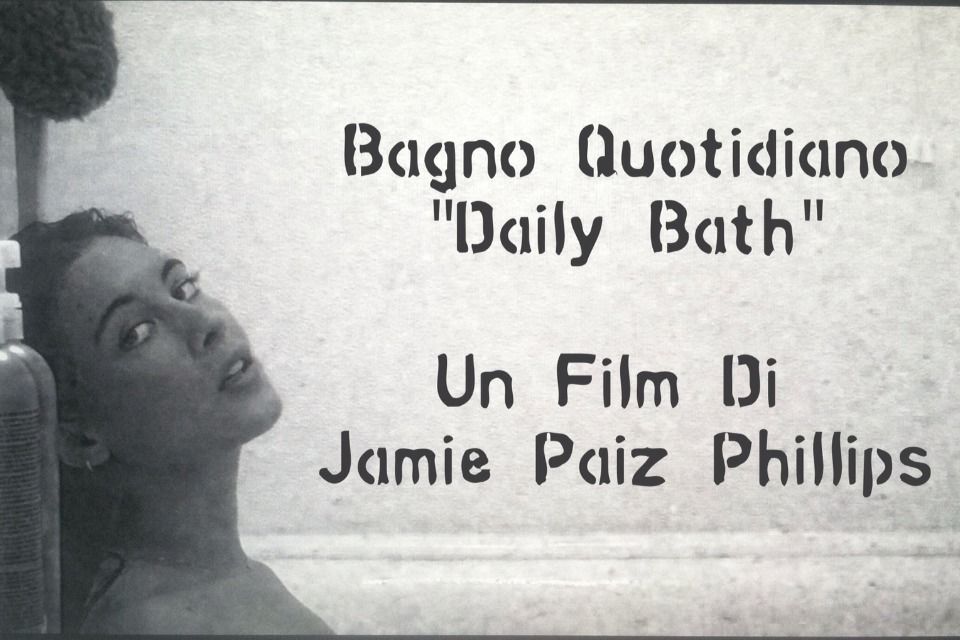 Bagno Quotidiano
"Daily Bath"
Un Film Di
Jamie Paiz Phillips